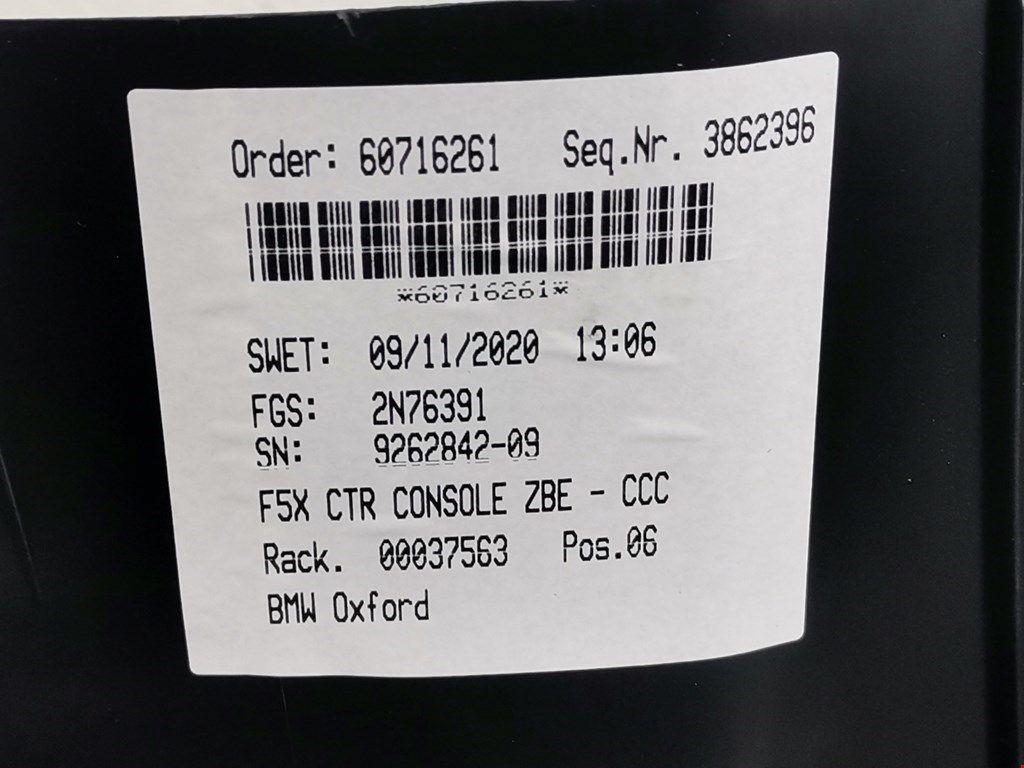 Order: 60716261 Seq.Nr. 3862396
*60716261*
SWET: 09/11/2020 13:06
FGS: 2N76391
SN: 9262842-09
F5X CTR CONSOLE ZBE - CCC
Rack. 00037563 Pos.06
BMW Oxford